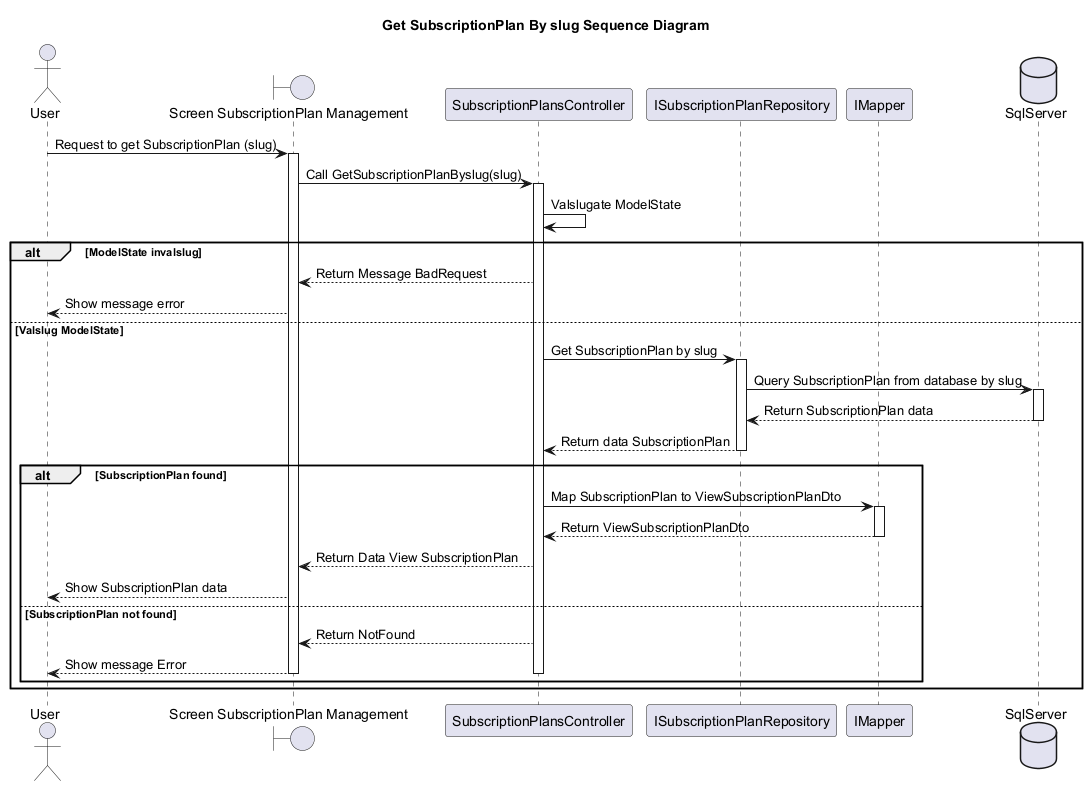 Get SubscriptionPlan By slug Sequence Diagram
User
Screen SubscriptionPlan Management
SubscriptionPlansController
ISubscriptionPlanRepository
IMapper
SqlServer
Request to get SubscriptionPlan (slug)
Call GetSubscriptionPlanByslug(slug)
Valslugate ModelState
alt
[ModelState invalslug]
Return Message BadRequest
Show message error
[Valslug ModelState]
Get SubscriptionPlan by slug
Query SubscriptionPlan from database by slug
Return SubscriptionPlan data
Return data SubscriptionPlan
alt
[SubscriptionPlan found]
Map SubscriptionPlan to ViewSubscriptionPlanDto
Return ViewSubscriptionPlanDto
Return Data View SubscriptionPlan
Show SubscriptionPlan data
[SubscriptionPlan not found]
Return NotFound
Show message Error
User
Screen SubscriptionPlan Management
SubscriptionPlansController
ISubscriptionPlanRepository
IMapper
SqlServer